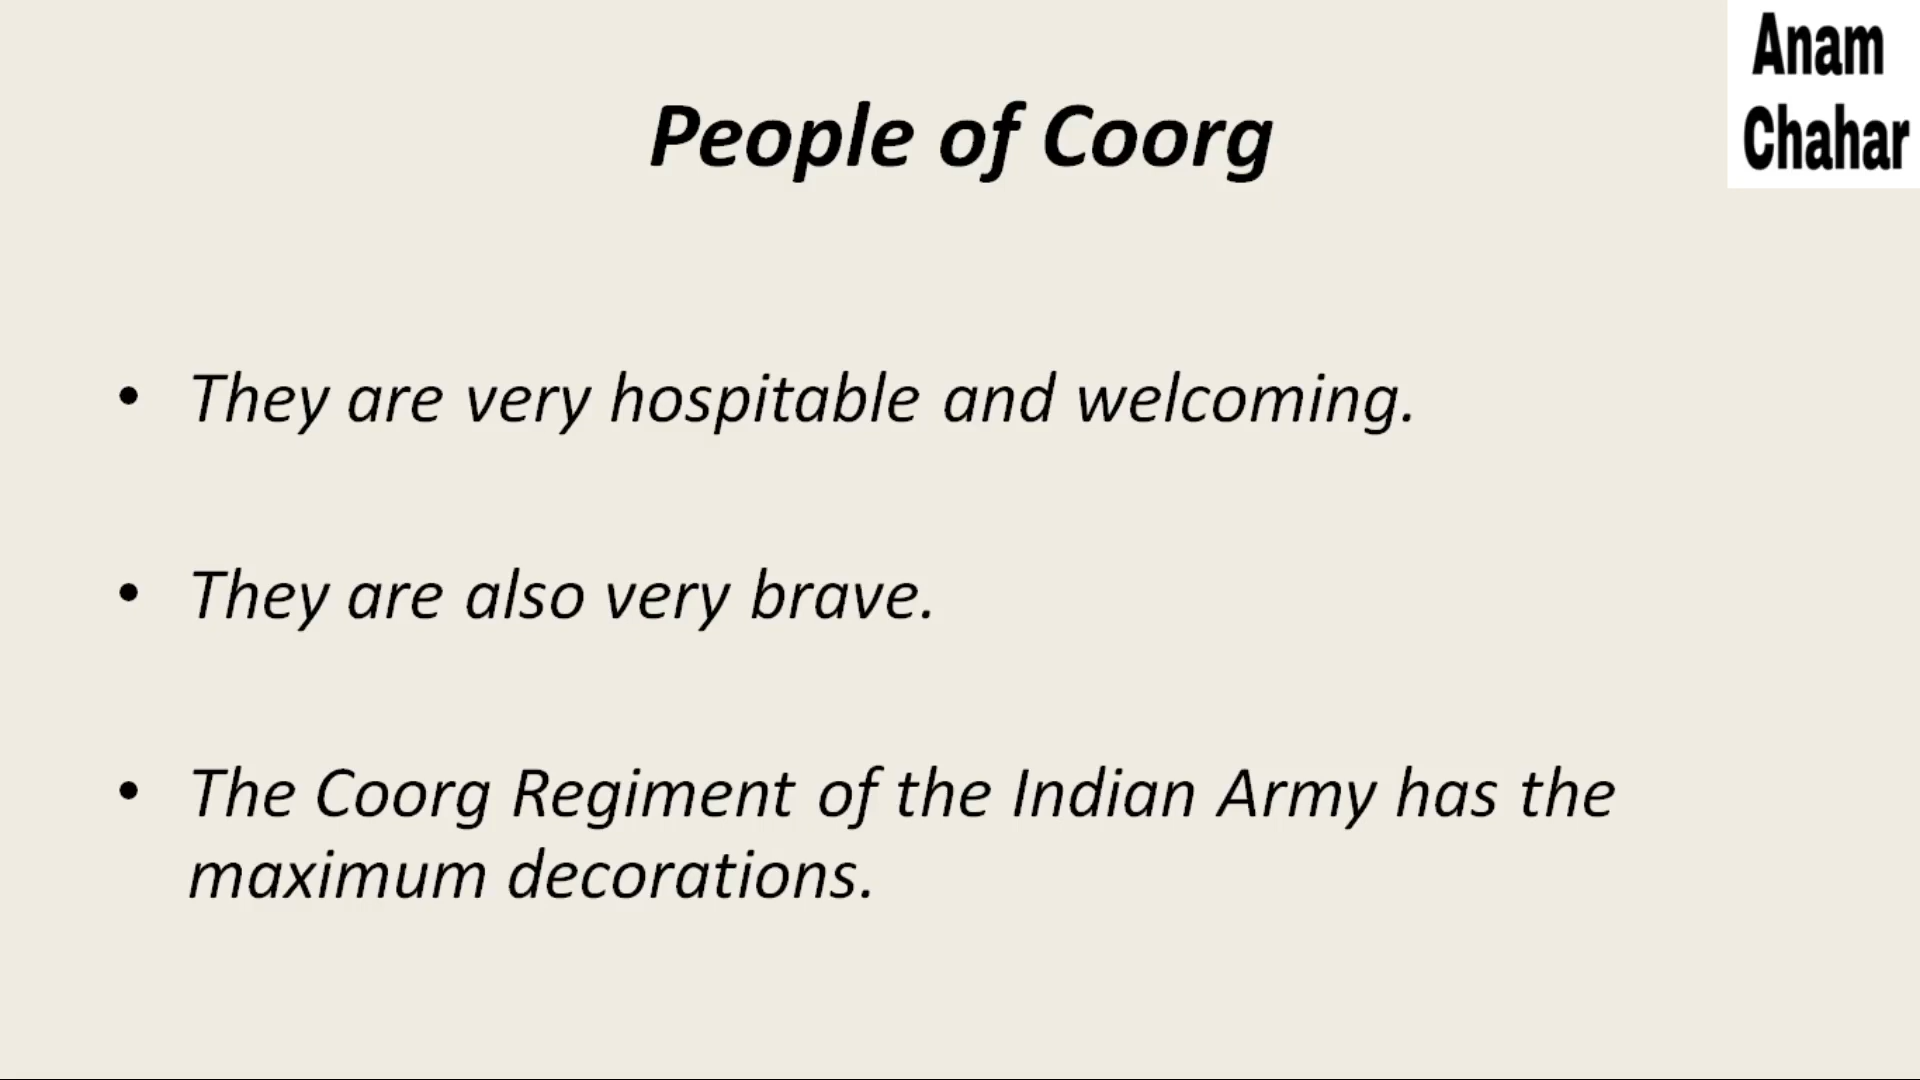 Anam
Chahar
People of Coorg
• They are very hospitable and welcoming.
• They are also very brave.
• The Coorg Regiment of the Indian Army has the
maximum decorations.